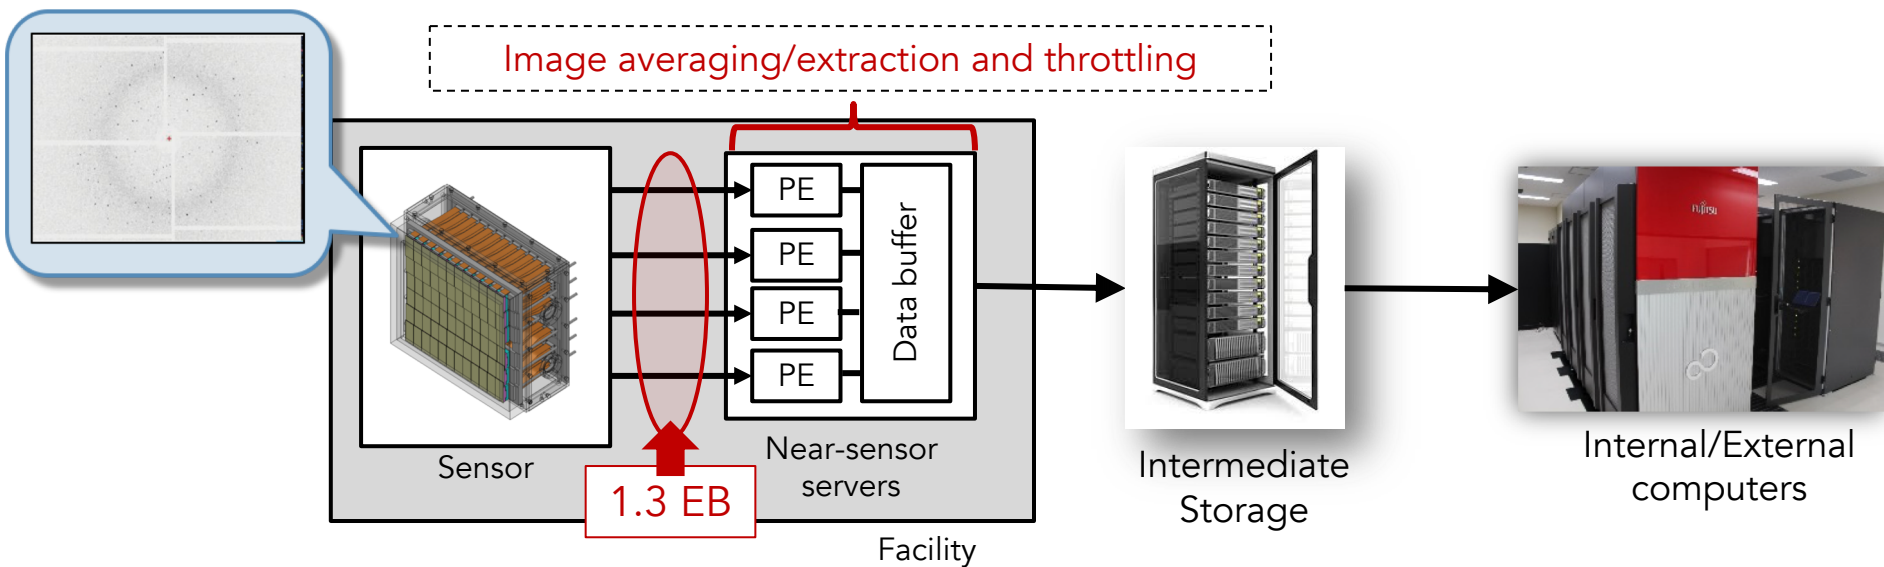 Image averaging/extraction and throttling
PE
PE
PE
PE
Data buffer
Sensor
Near-sensor
servers
1.3 EB
Facility
Intermediate
Storage
FUJITSU
Internal/External
computers